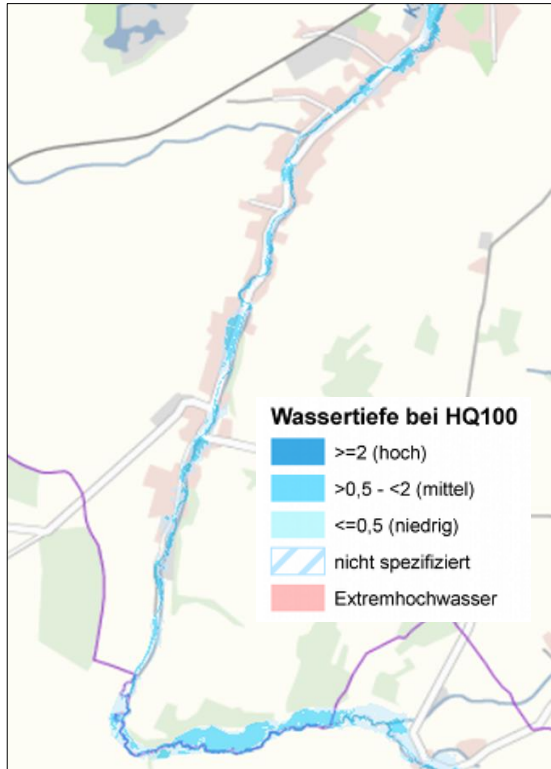 Wassertiefe bei HQ100
>=2 (hoch)
>0,5 - <2 (mittel)
<=0,5 (niedrig)
nicht spezifiziert
Extremhochwasser